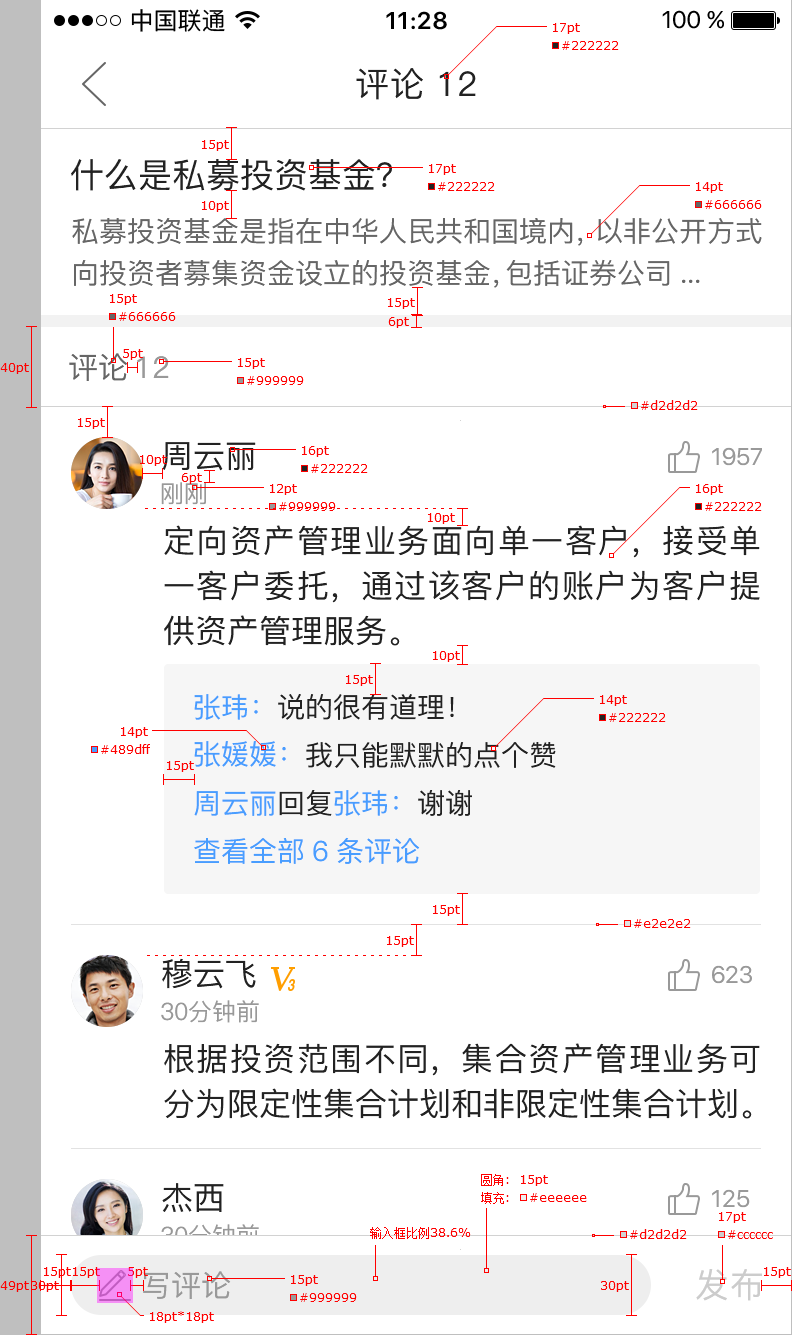 中国联通 11:28 100 %
17pt
#222222
评论 12
15pt
什么是私募投资基金?
17pt
#222222
14pt
#666666
10pt
私募投资基金是指在中华人民共和国境内, 以非公开方式
向投资者募集资金设立的投资基金, 包括证券公司 ...
15pt
6pt
15pt
#666666
40pt
评论 12
5pt
15pt
#999999
#d2d2d2
15pt
10pt
周云丽
16pt
#222222
1957
6pt
刚刚
12pt
#999999
16pt
#222222
10pt
定向资产管理业务面向单一客户，接受单
一客户委托，通过该客户的账户为客户提
供资产管理服务。
10pt
15pt
张玮：说的很有道理！
14pt
#222222
14pt
#489dff
张媛媛：我只能默默的点个赞
15pt
周云丽回复张玮：谢谢
查看全部 6 条评论
15pt
#e2e2e2
15pt
穆云飞 V3
623
30分钟前
根据投资范围不同，集合资产管理业务可
分为限定性集合计划和非限定性集合计划。
圆角： 15pt
填充： #eeeeee
杰西
125
17pt
#cccccc
30分钟前
输入框比例38.6%
#d2d2d2
49pt
30pt
15pt
15pt
5pt
写评论
15pt
#999999
30pt
发布
15pt
18pt*18pt